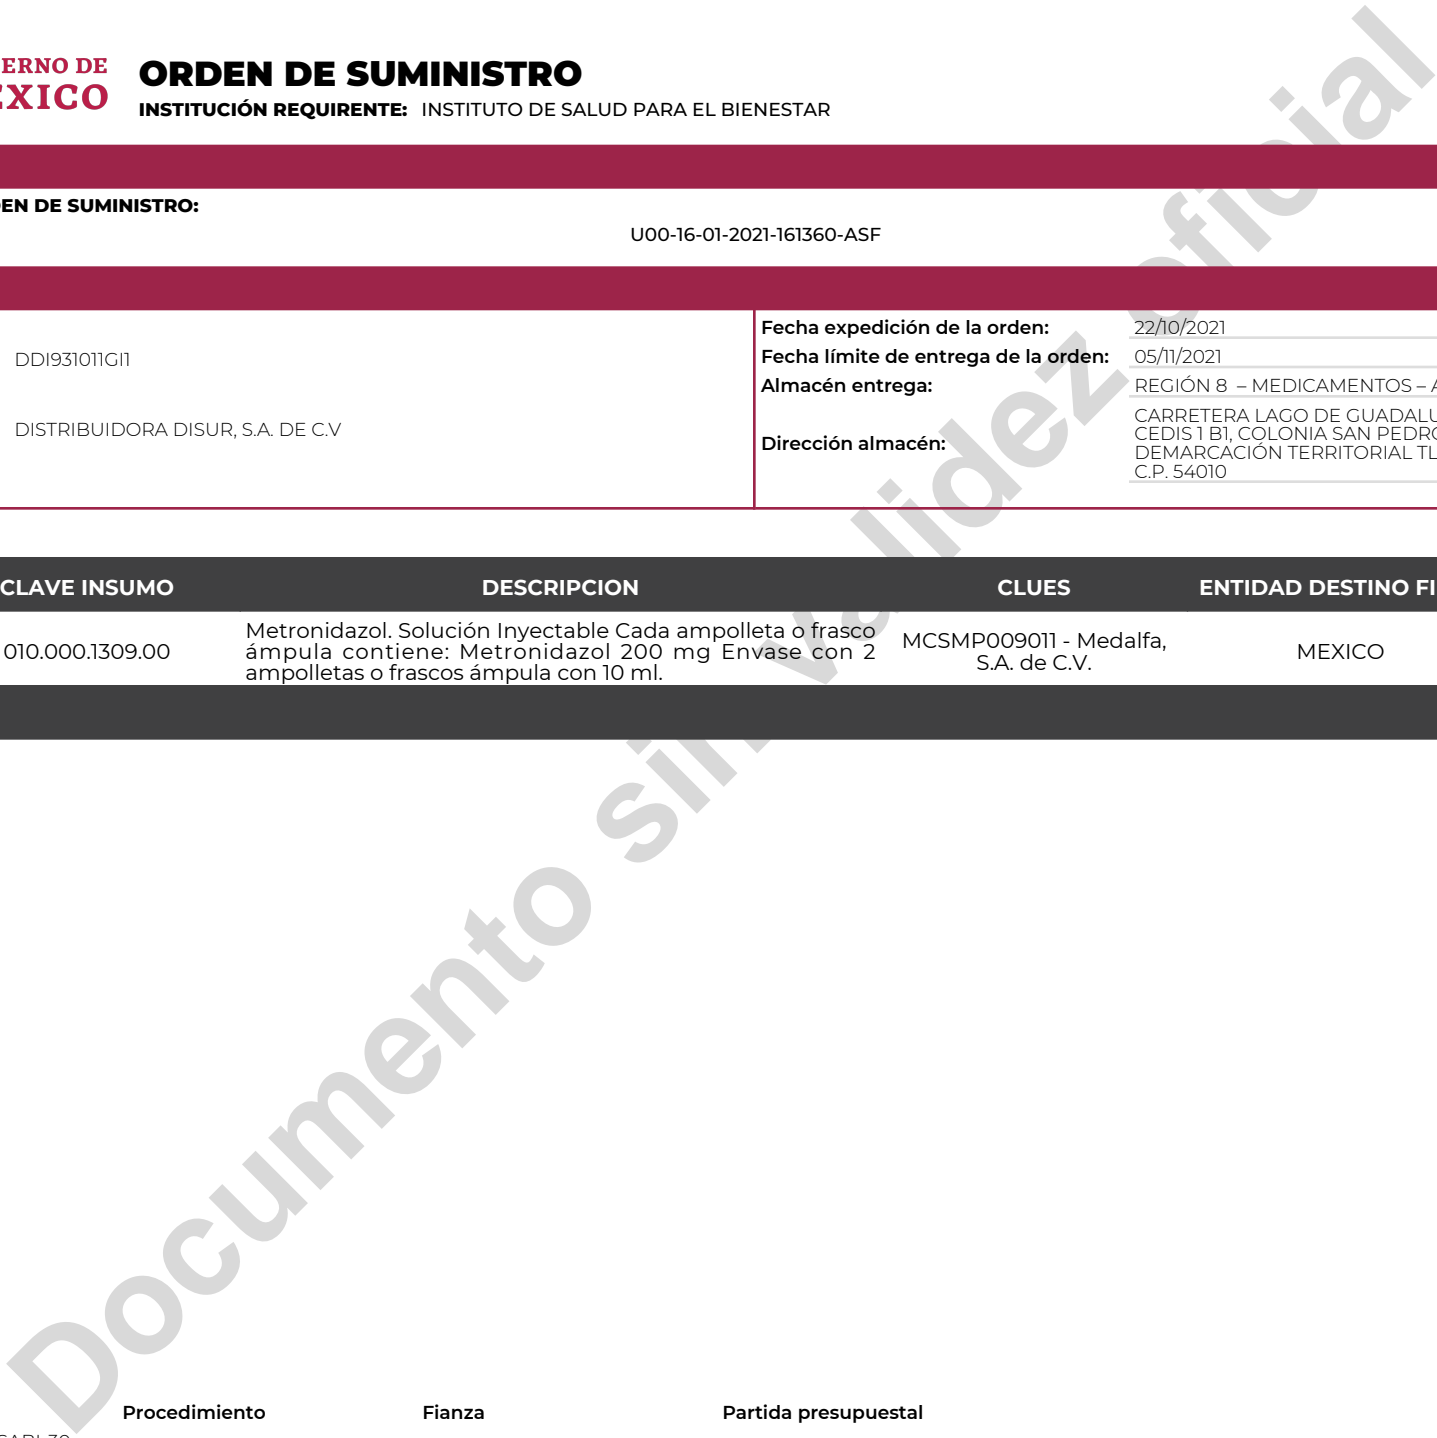 ERNO DE
EXICO
ORDEN DE SUMINISTRO
INSTITUCIÓN REQUIRENTE: INSTITUTO DE SALUD PARA EL BIENESTAR
EN DE SUMINISTRO:
U00-16-01-2021-161360-ASF
DDI931011GI1
DISTRIBUIDORA DISUR, S.A. DE C.V
Fecha expedición de la orden: 22/10/2021
Fecha límite de entrega de la orden: 05/11/2021
Almacén entrega: REGIÓN 8 – MEDICAMENTOS – A
Dirección almacén:
CARRETERA LAGO DE GUADALU
CEDIS 1 B1, COLONIA SAN PEDRO
DEMARCACIÓN TERRITORIAL TL
C.P. 54010
CLAVE INSUMO DESCRIPCION CLUES ENTIDAD DESTINO FI
010.000.1309.00
Metronidazol. Solución Inyectable Cada ampolleta o frasco
ámpula contiene: Metronidazol 200 mg Envase con 2
ampolletas o frascos ámpula con 10 ml.
MCSMP009011 - Medalfa,
S.A. de C.V.
MEXICO
Documento sin validez oficial
Procedimiento Fianza Partida presupuestal